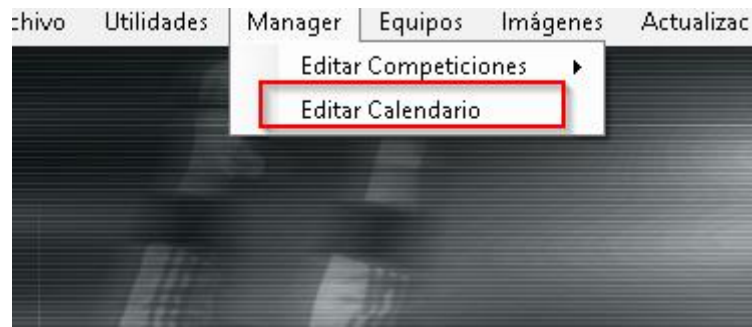 chivo Utilidades Manager Equipos Imágenes Actualizac
Editar Competiciones
Editar Calendario